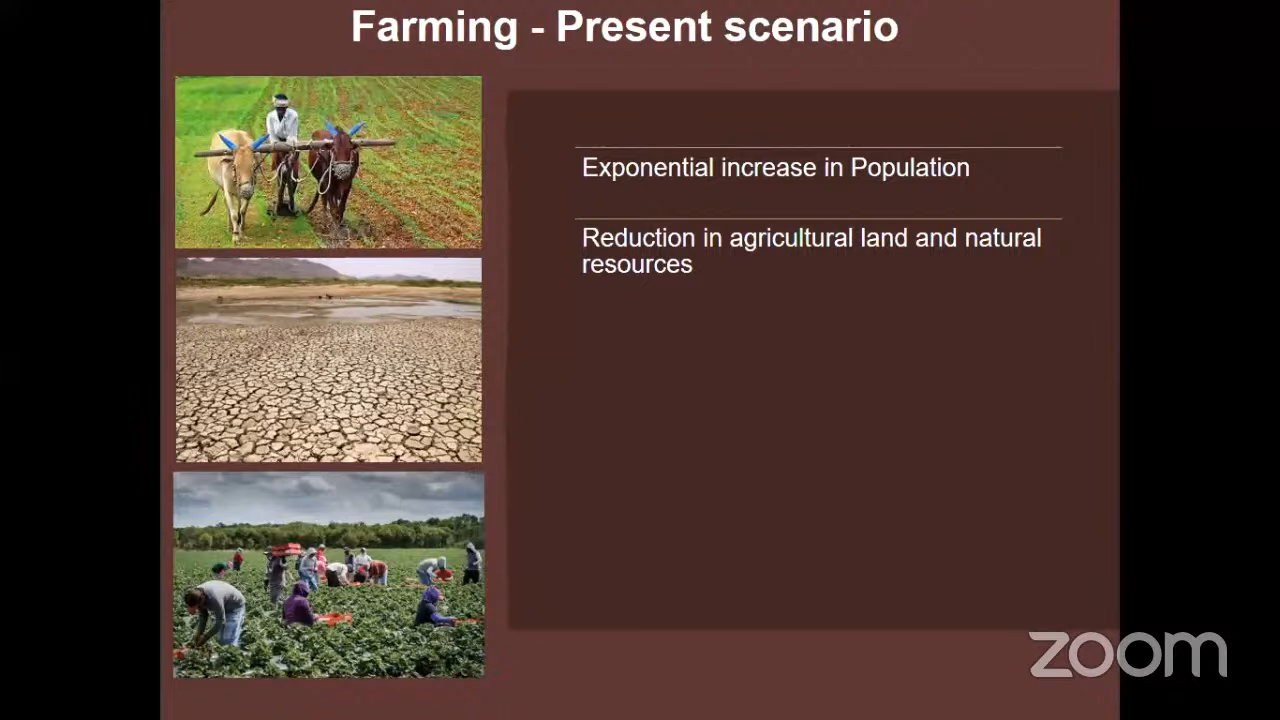 Farming - Present scenario
Exponential increase in Population
Reduction in agricultural land and natural
resources
zoom